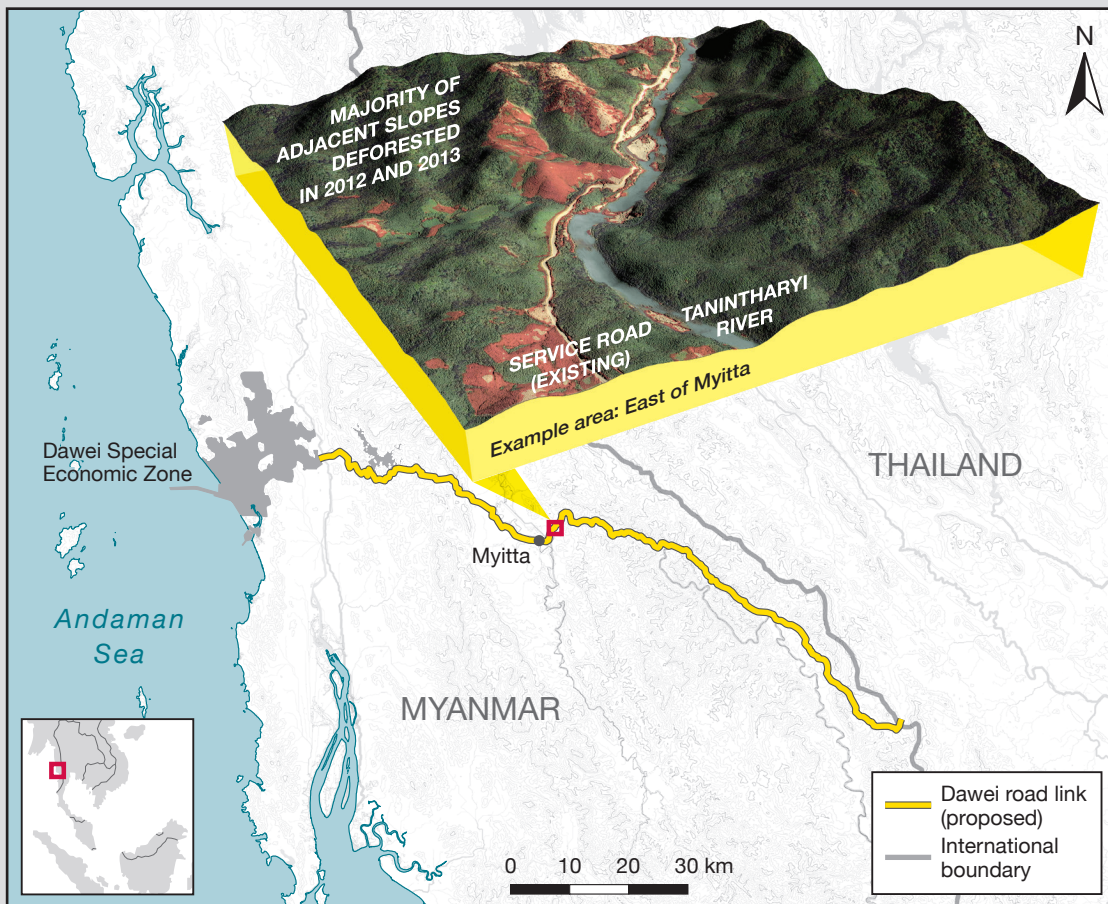 N
MAJORITY OF
ADJACENT SLOPES
DEFORESTED
IN 2012 AND 2013
TANINTHARYI
RIVER
SERVICE ROAD
(EXISTING)
Example area: East of Myitta
Dawei Special
Economic Zone
THAILAND
Myitta
Andaman
Sea
MYANMAR
Dawei road link
(proposed)
International
boundary
0 10 20 30 km